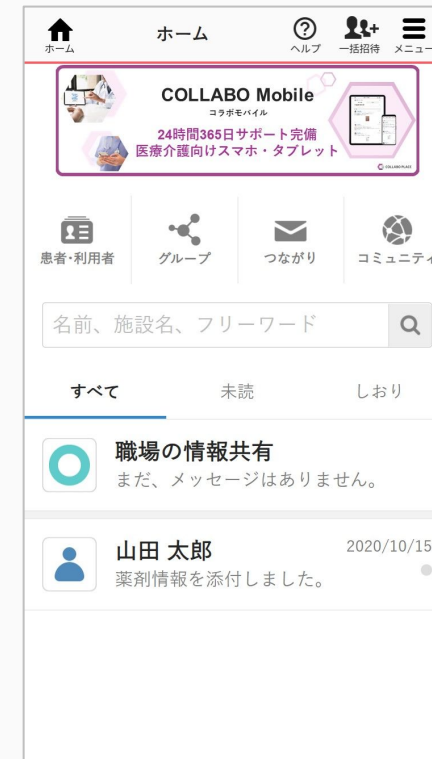 ホーム
ホーム
ヘルプ
一括招待
メニュー
COLLABO Mobile
コラボモバイル
24時間365日サポート完備
医療介護向けスマホ・タブレット
COLLABO PLACE
患者・利用者
グループ
つながり
コミュニティ
名前、施設名、フリーワード
すべて
未読
しおり
職場の情報共有
まだ、メッセージはありません。
山田 太郎
2020/10/15
薬剤情報を添付しました。